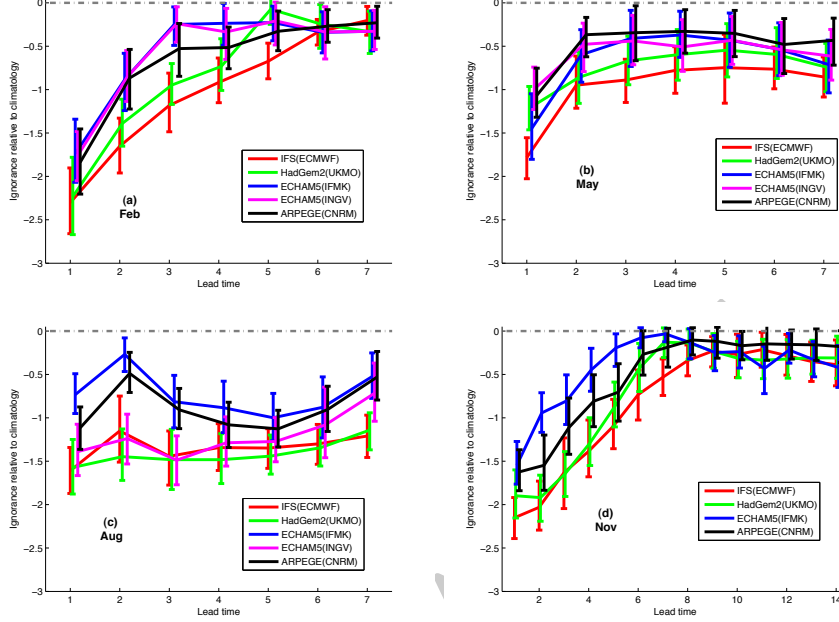 0
−0.5
−1
−1.5
−2
−2.5
−3
Ignorance relative to climatology
1 2 3 4 5 6 7
Lead time
(a)
Feb
IFS(ECMWF)
HadGem2(UKMO)
ECHAM5(IFMK)
ECHAM5(INGV)
ARPEGE(CNRM)
0
−0.5
−1
−1.5
−2
−2.5
−3
Ignorance relative to climatology
1 2 3 4 5 6 7
Lead time
(b)
May
IFS(ECMWF)
HadGem2(UKMO)
ECHAM5(IFMK)
ECHAM5(INGV)
ARPEGE(CNRM)
0
−0.5
−1
−1.5
−2
−2.5
−3
Ignorance relative to climatology
1 2 3 4 5 6 7
Lead time
(c)
Aug
IFS(ECMWF)
HadGem2(UKMO)
ECHAM5(IFMK)
ECHAM5(INGV)
ARPEGE(CNRM)
0
−0.5
−1
−1.5
−2
−2.5
−3
Ignorance relative to climatology
2 4 6 8 10 12 14
Lead time
(d)
Nov
IFS(ECMWF)
HadGem2(UKMO)
ECHAM5(IFMK)
ARPEGE(CNRM)